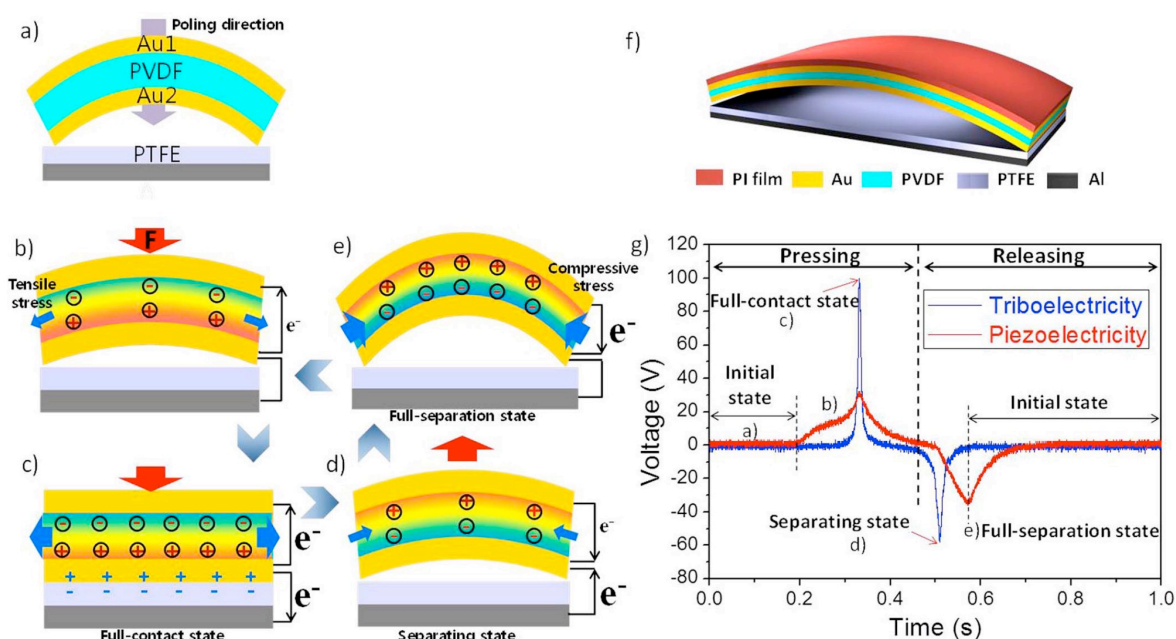 a)
Poling direction
Au1
PVDF
Au2
PTFE
f)
PI film
Au
PVDF
PTFE
Al
b)
F
Tensile
stress
e⁻
e)
Compressive
stress
e⁻
Full-separation state
c)
e⁻
e⁻
Full-contact state
d)
e⁻
e⁻
Separating state
g)
Voltage (V)
120
100
80
60
40
20
0
-20
-40
-60
-80
Pressing
Releasing
Full-contact state
c)
Triboelectricity
Piezoelectricity
Initial
state
a)
b)
Initial state
Separating state
d)
e)
Full-separation state
0.0
0.2
0.4
0.6
0.8
1.0
Time (s)